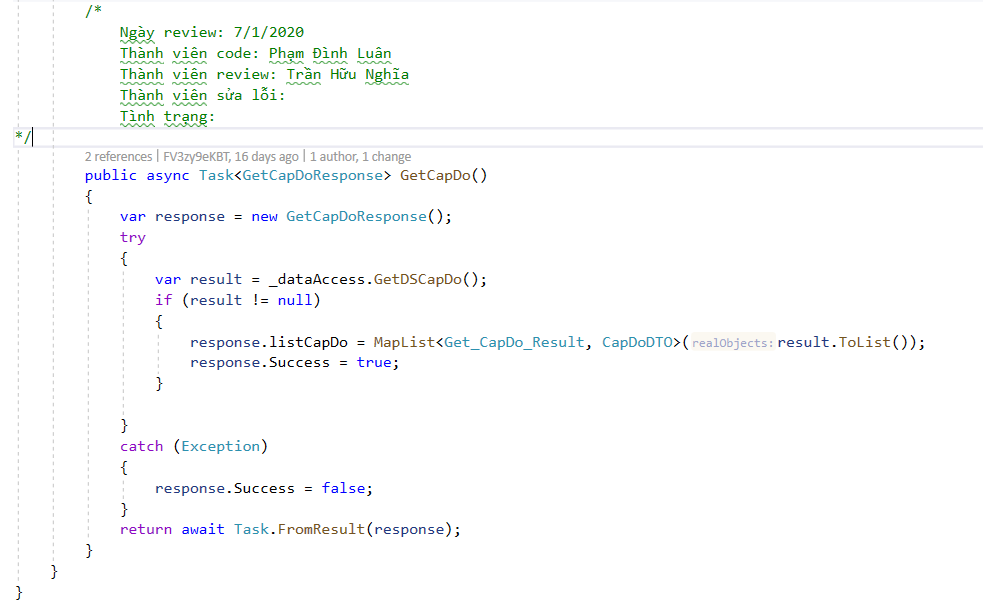 /*
Ngày review: 7/1/2020
Thành viên code: Phạm Đình Luân
Thành viên review: Trần Hữu Nghĩa
Thành viên sửa lỗi:
Tình trạng:
*/
2 references | FV3zy9eKBT, 16 days ago | 1 author, 1 change
public async Task<GetCapDoResponse> GetCapDo()
{
var response = new GetCapDoResponse();
try
{
var result = _dataAccess.GetDSCapDo();
if (result != null)
{
response.listCapDo = MapList<Get_CapDo_Result, CapDoDTO>(realObjects: result.ToList());
response.Success = true;
}
}
catch (Exception)
{
response.Success = false;
}
return await Task.FromResult(response);
}
}
}